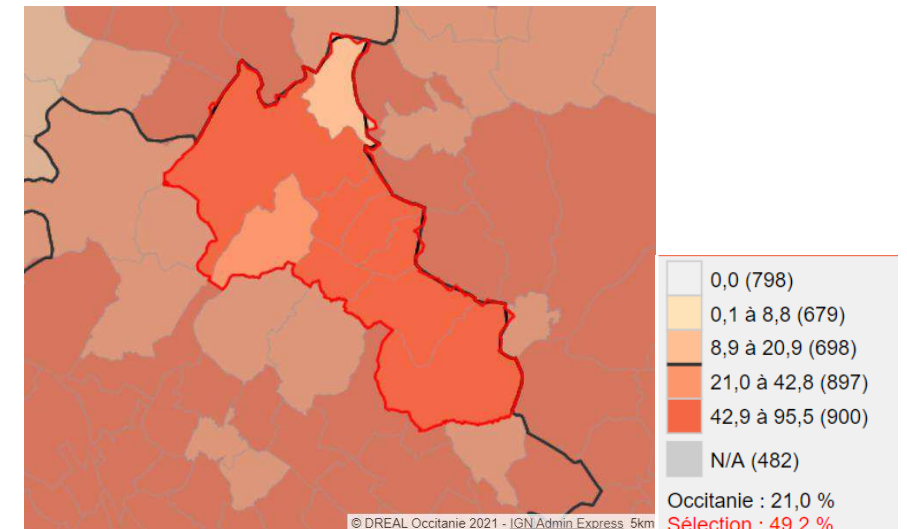 0,0 (798)
0,1 à 8,8 (679)
8,9 à 20,9 (698)
21,0 à 42,8 (897)
42,9 à 95,5 (900)
N/A (482)
Occitanie : 21,0 %
Sélection : 49,2 %
© DREAL Occitanie 2021 - IGN Admin Express 5km